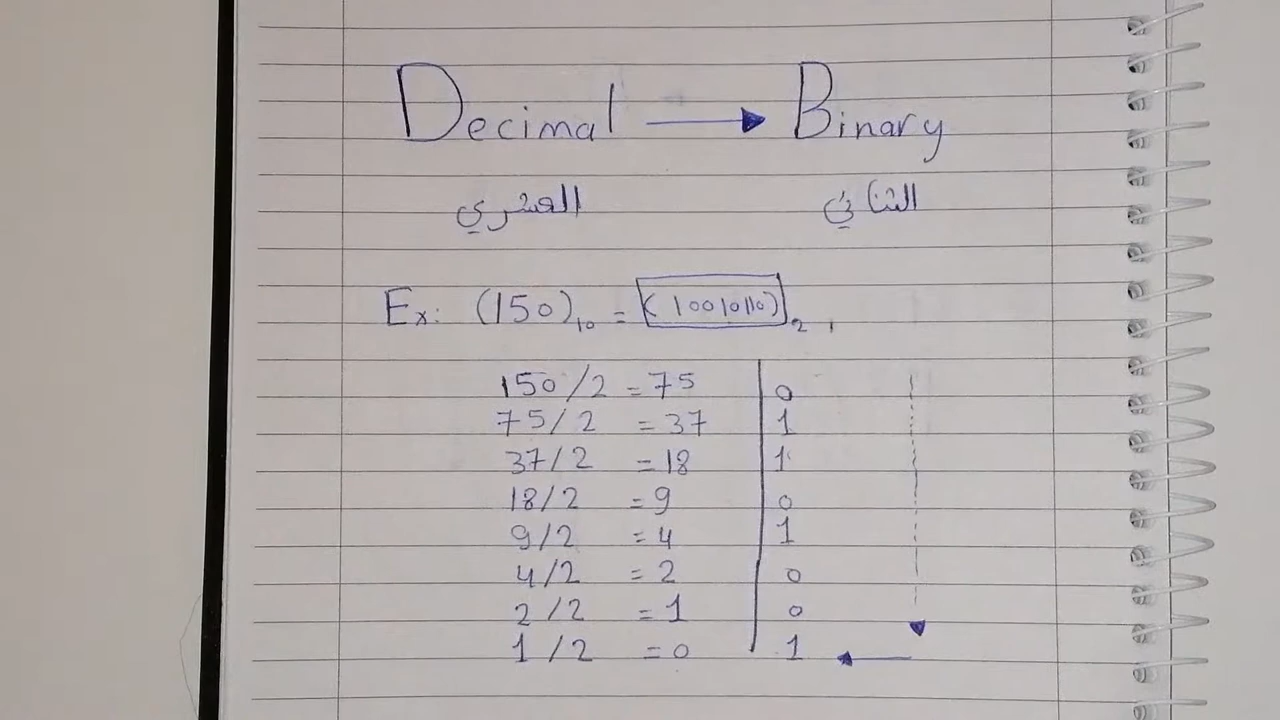 Decimal → Binary
العشري الثنائي
Ex: (150)10 = (10010110)2
150/2 = 75 | 0
75/2 = 37 | 1
37/2 = 18 | 1
18/2 = 9 | 0
9/2 = 4 | 1
4/2 = 2 | 0
2/2 = 1 | 0
1/2 = 0 | 1